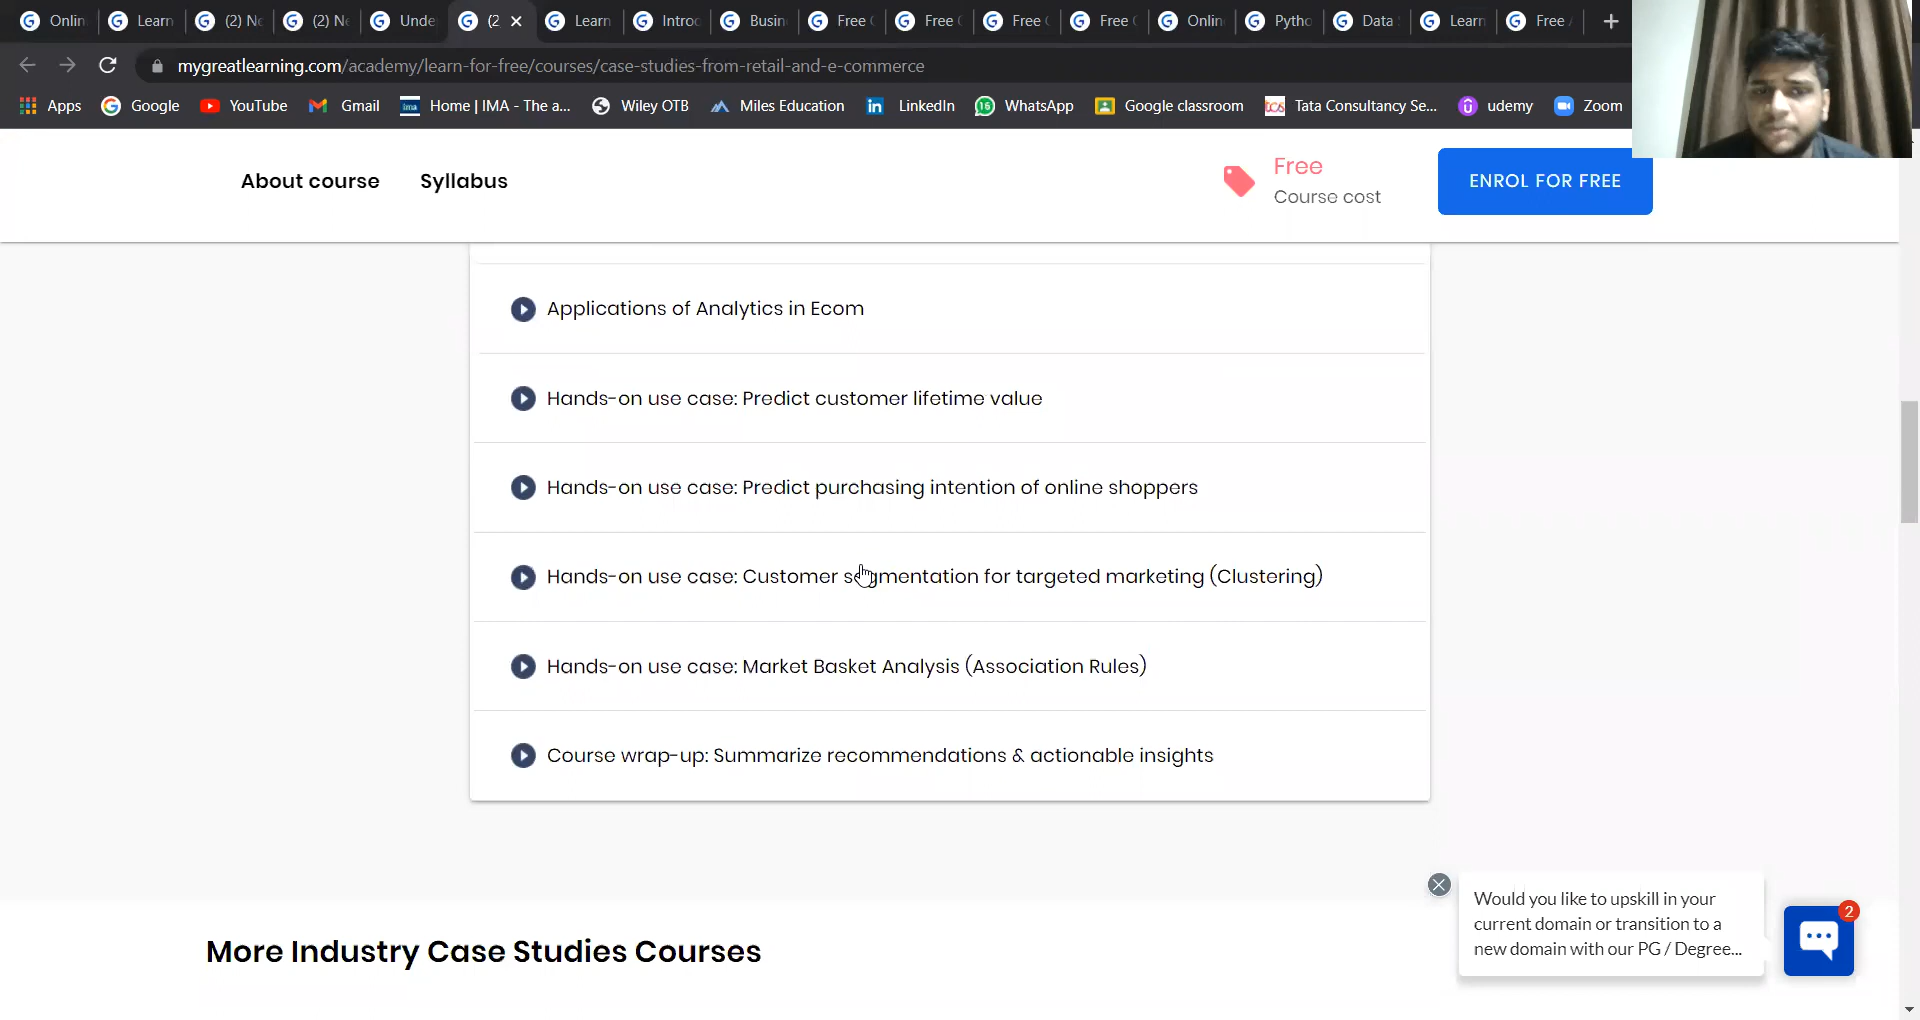 Onlin Learn (2) Ne (2) Ne Unde (2 Learn Introd Busin Free C Free C Free C Free C Onlin Pytho Data Learn Free
mygreatlearning.com/academy/learn-for-free/courses/case-studies-from-retail-and-e-commerce
Apps Google YouTube Gmail Home | IMA - The a... Wiley OTB Miles Education LinkedIn WhatsApp Google classroom Tata Consultancy Se... udemy Zoom
About course Syllabus
Free
Course cost
ENROL FOR FREE
Applications of Analytics in Ecom
Hands-on use case: Predict customer lifetime value
Hands-on use case: Predict purchasing intention of online shoppers
Hands-on use case: Customer segmentation for targeted marketing (Clustering)
Hands-on use case: Market Basket Analysis (Association Rules)
Course wrap-up: Summarize recommendations & actionable insights
More Industry Case Studies Courses
Would you like to upskill in your
current domain or transition to a
new domain with our PG / Degree...
2